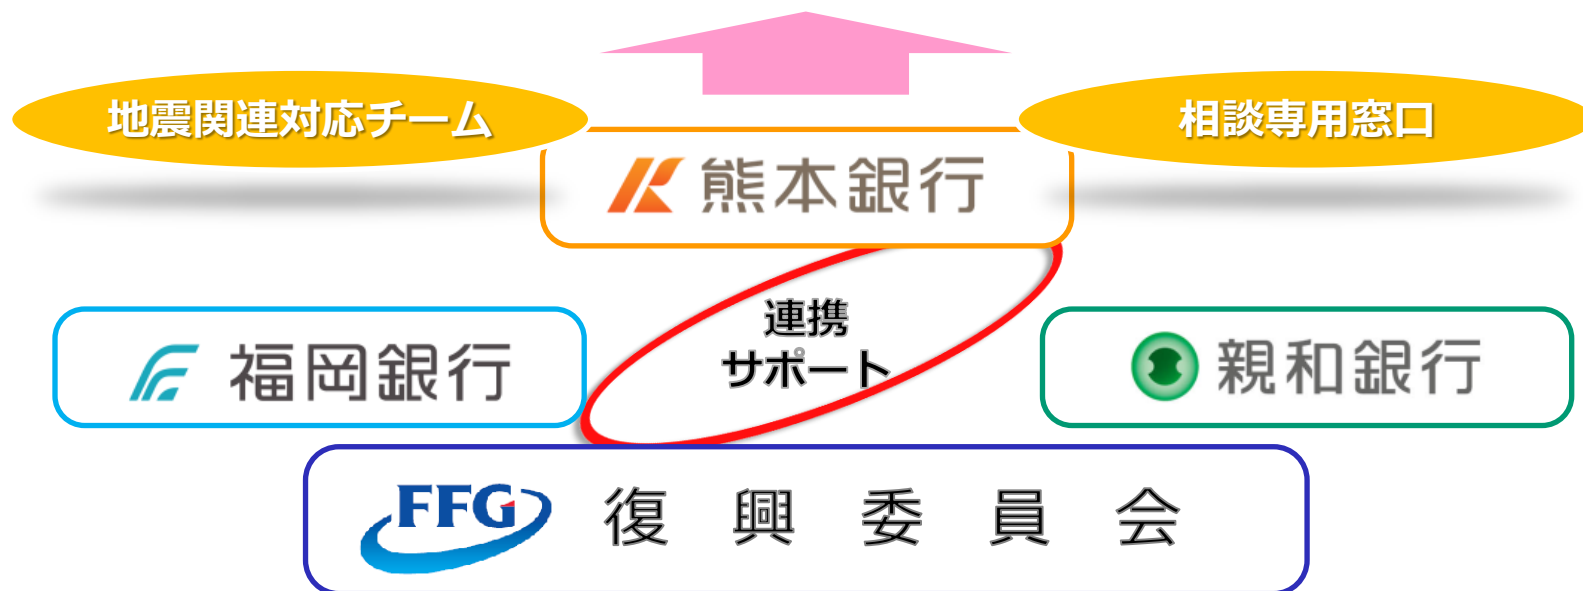 地震関連対応チーム
相談専用窓口
熊本銀行
連携
サポート
福岡銀行
親和銀行
FFG 復興委員会